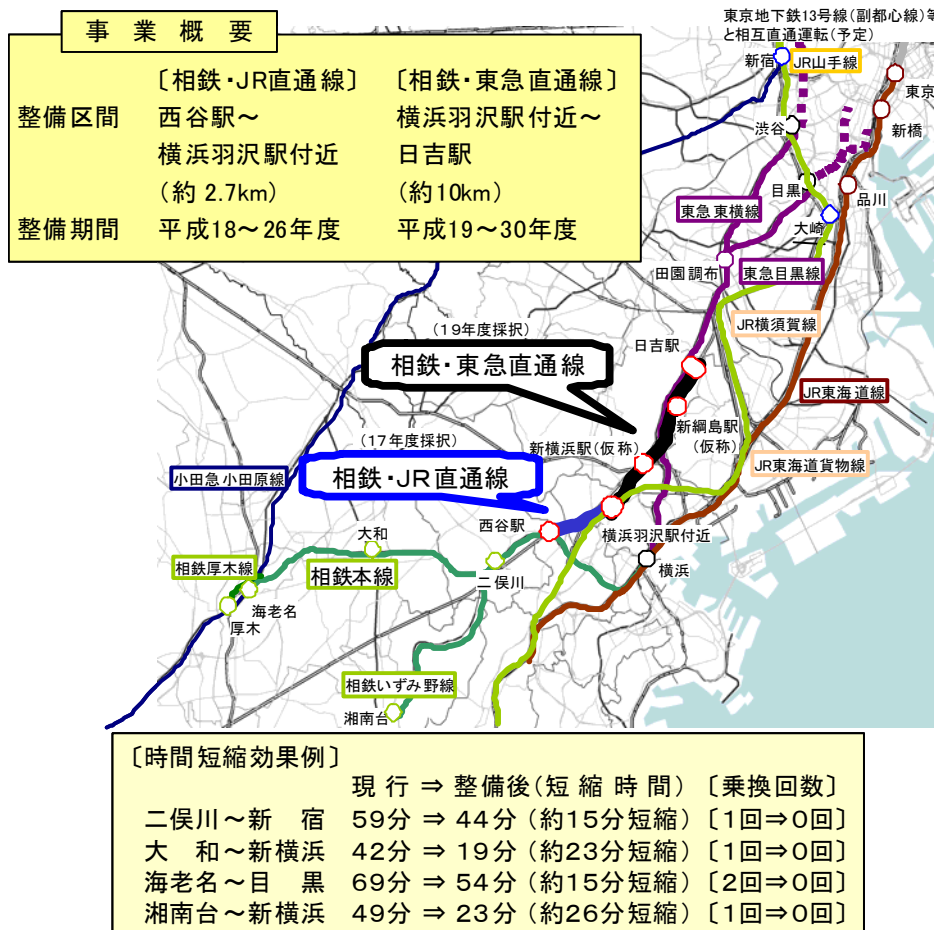 東京地下鉄13号線(副都心線)等
と相互直通運転(予定)
事業概要
〔相鉄・JR直通線〕 〔相鉄・東急直通線〕
整備区間 西谷駅～ 横浜羽沢駅付近～
横浜羽沢駅付近 日吉駅
(約 2.7km) (約10km)
整備期間 平成18～26年度 平成19～30年度
新宿
JR山手線
東京
新橋
渋谷
目黒
品川
東急東横線
大崎
田園調布
東急目黒線
JR横須賀線
(19年度採択)
日吉駅
相鉄・東急直通線
JR東海道線
新綱島駅
(仮称)
(17年度採択)
新横浜駅(仮称)
JR東海道貨物線
小田急小田原線
相鉄・JR直通線
西谷駅
大和
横浜羽沢駅付近
相鉄厚木線
相鉄本線
二俣川
横浜
海老名
厚木
相鉄いずみ野線
湘南台
〔時間短縮効果例〕
現行 ⇒ 整備後(短縮時間) 〔乗換回数〕
二俣川～新 宿 59分 ⇒ 44分 (約15分短縮) 〔1回⇒0回〕
大 和～新横浜 42分 ⇒ 19分 (約23分短縮) 〔1回⇒0回〕
海老名～目 黒 69分 ⇒ 54分 (約15分短縮) 〔2回⇒0回〕
湘南台～新横浜 49分 ⇒ 23分 (約26分短縮) 〔1回⇒0回〕